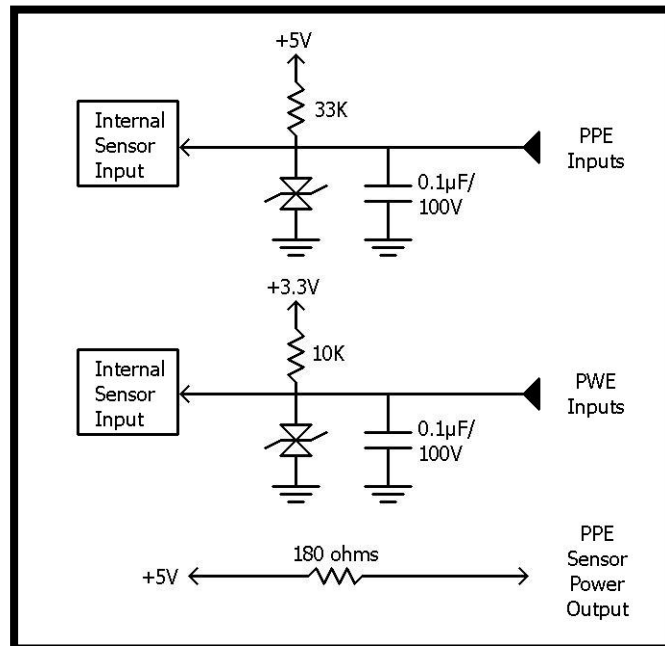 +5V
33K
Internal
Sensor
Input
PPE
Inputs
0.1µF/
100V
+3.3V
10K
Internal
Sensor
Input
PWE
Inputs
0.1µF/
100V
180 ohms
+5V
PPE
Sensor
Power
Output